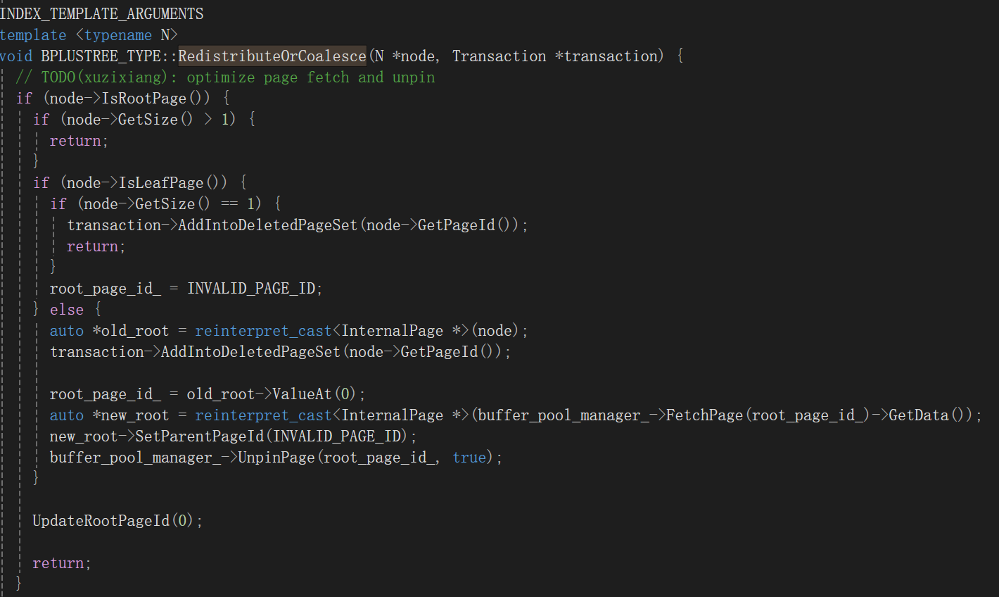 INDEX_TEMPLATE_ARGUMENTS
template <typename N>
void BPLUSTREE_TYPE::RedistributeOrCoalesce(N *node, Transaction *transaction) {
// TODO(xuzixiang): optimize page fetch and unpin
if (node->IsRootPage()) {
if (node->GetSize() > 1) {
return;
}
if (node->IsLeafPage()) {
if (node->GetSize() == 1) {
transaction->AddIntoDeletedPageSet(node->GetPageId());
return;
}
root_page_id_ = INVALID_PAGE_ID;
} else {
auto *old_root = reinterpret_cast<InternalPage *>(node);
transaction->AddIntoDeletedPageSet(node->GetPageId());
root_page_id_ = old_root->ValueAt(0);
auto *new_root = reinterpret_cast<InternalPage *>(buffer_pool_manager_->FetchPage(root_page_id_)->GetData());
new_root->SetParentPageId(INVALID_PAGE_ID);
buffer_pool_manager_->UnpinPage(root_page_id_, true);
}
UpdateRootPageId(0);
return;
}